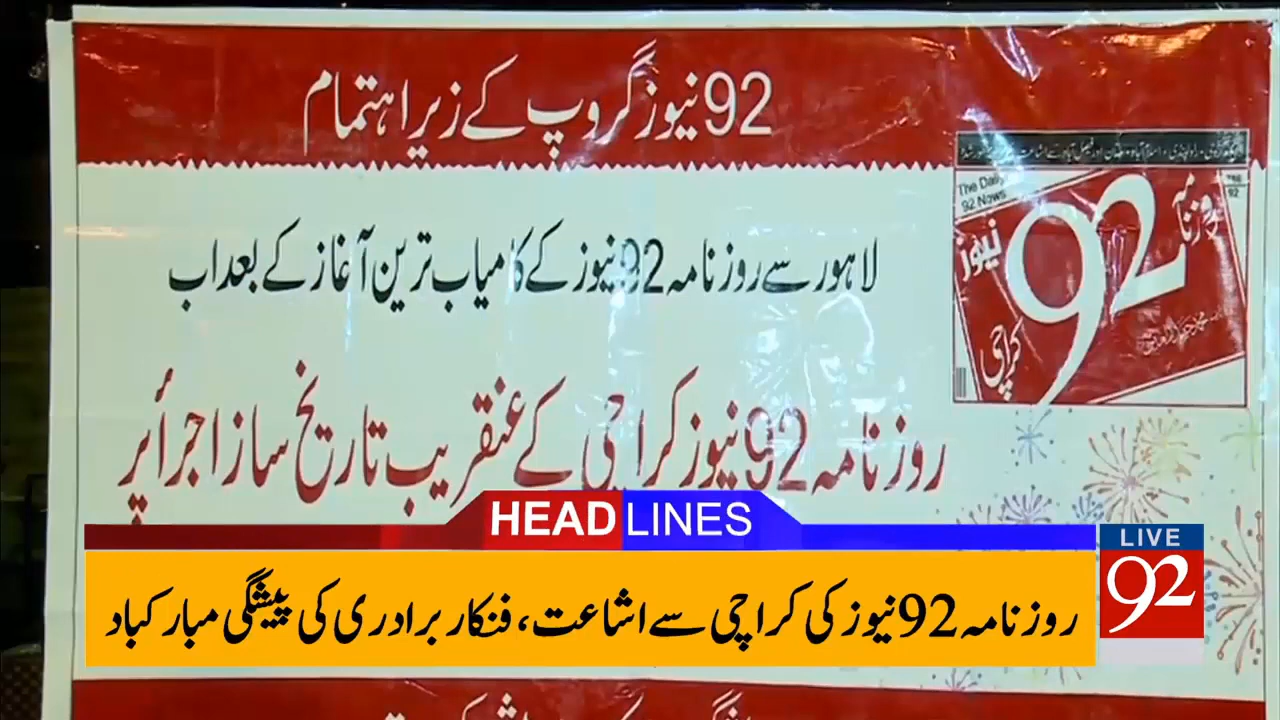 92 نیوز گروپ کے زیر اہتمام
لاہور سے روزنامہ 92 نیوز کے کامیاب ترین آغاز کے بعد اب
روزنامہ 92 نیوز کراچی کے عنقریب تاریخ ساز اجرأ پر
The Daily
92 News
روزنامہ
92
نیوز
کراچی
HEADLINES
روزنامہ 92 نیوز کی کراچی سے اشاعت، فنکار برادری کی پیشگی مبارکباد
LIVE
92